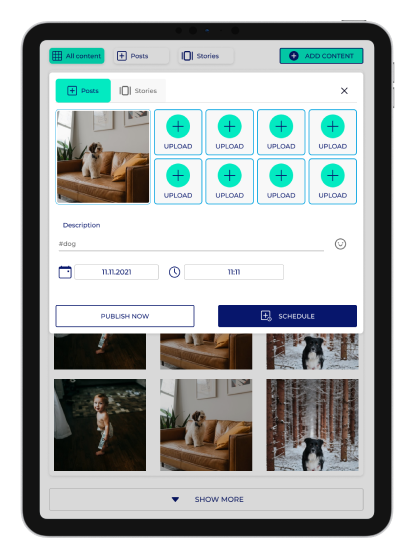 All content
Posts
Stories
ADD CONTENT
Posts
Stories
UPLOAD
UPLOAD
UPLOAD
UPLOAD
UPLOAD
UPLOAD
UPLOAD
UPLOAD
Description
#dog
11.11.2021
11:11
PUBLISH NOW
SCHEDULE
SHOW MORE